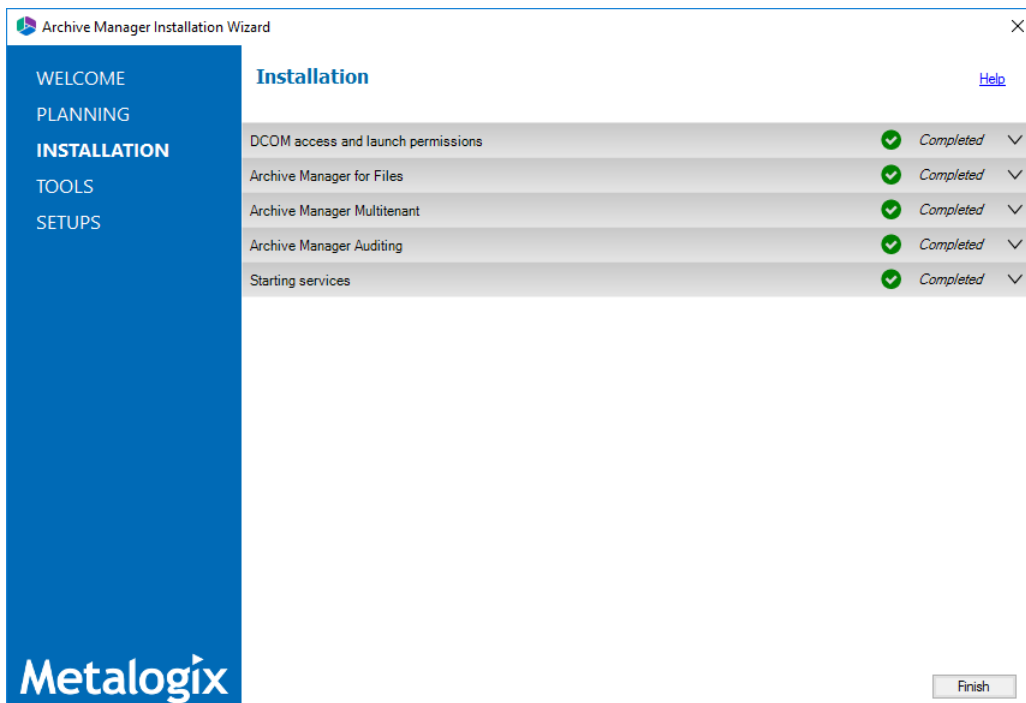 Archive Manager Installation Wizard
WELCOME
PLANNING
INSTALLATION
TOOLS
SETUPS
Metalogix
Installation
Help
DCOM access and launch permissions Completed
Archive Manager for Files Completed
Archive Manager Multitenant Completed
Archive Manager Auditing Completed
Starting services Completed
Finish